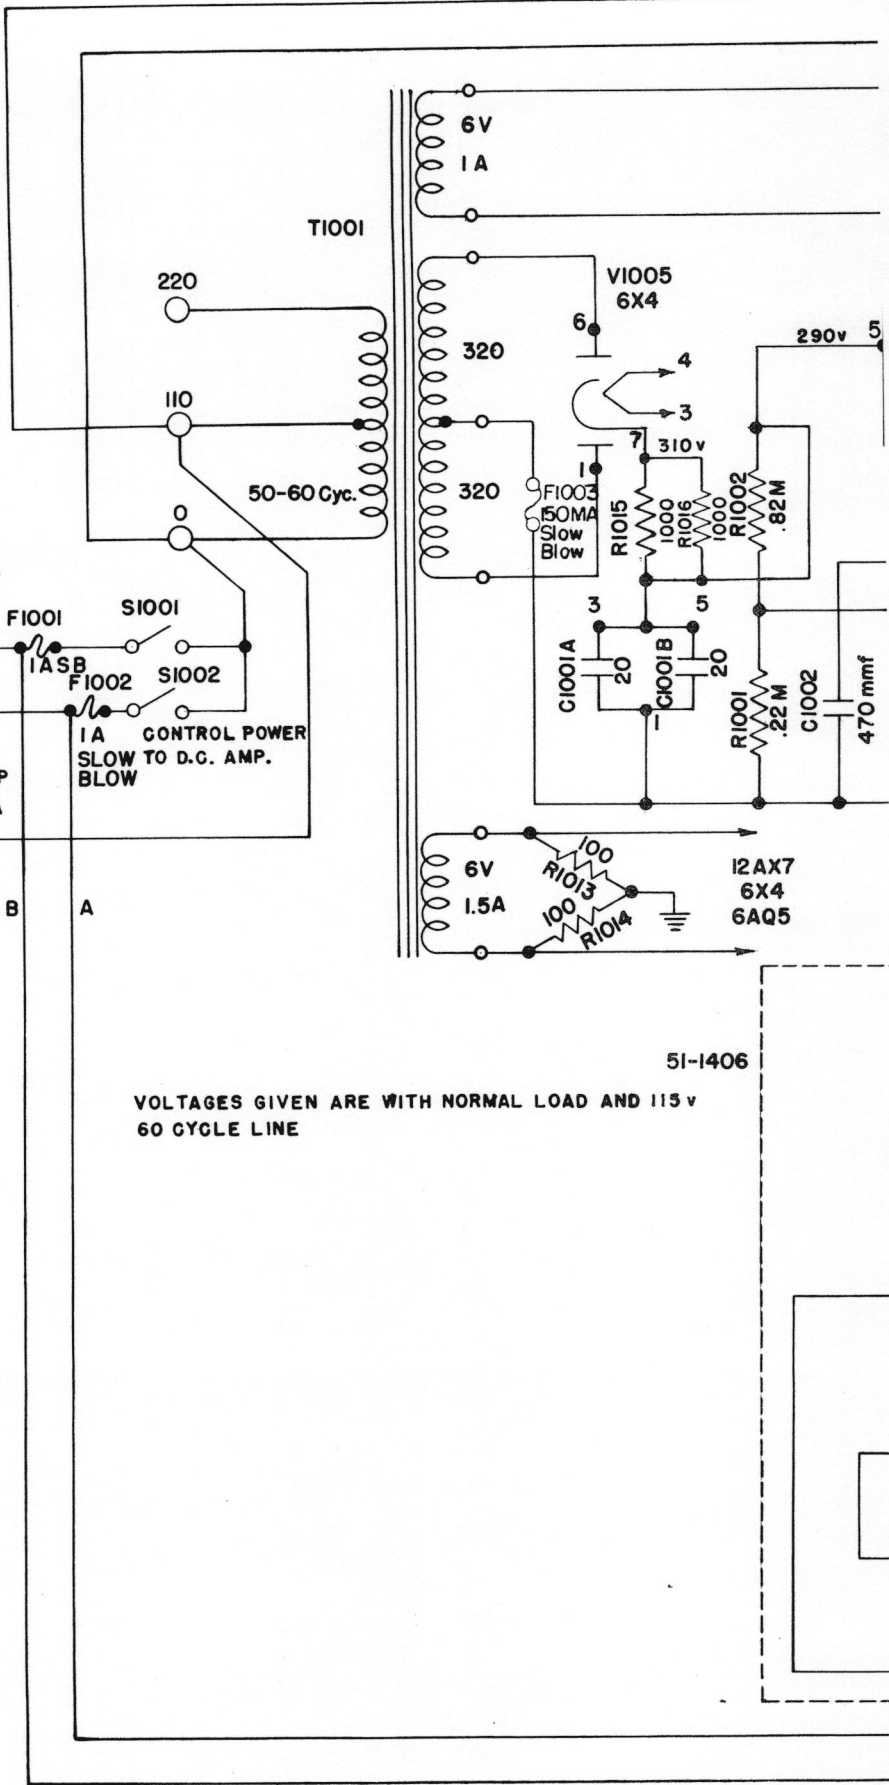 6V
1A
T1001
220
V1005
6X4
6
320
4
290v
5
110
3
7
310v
50-60 Cyc.
320
1
F1003
150MA
Slow
Blow
R1015
1000
R1016
1000
R1002
.82M
0
F1001
S1001
1ASB
3
5
F1002
S1002
C1001A
20
C1001B
20
1
R1001
.22M
C1002
470mmf
1A
SLOW
BLOW
CONTROL POWER
TO D.C. AMP.
6V
1.5A
100
R1013
100
R1014
12AX7
6X4
6AQ5
B
A
51-1406
VOLTAGES GIVEN ARE WITH NORMAL LOAD AND 115v
60 CYCLE LINE